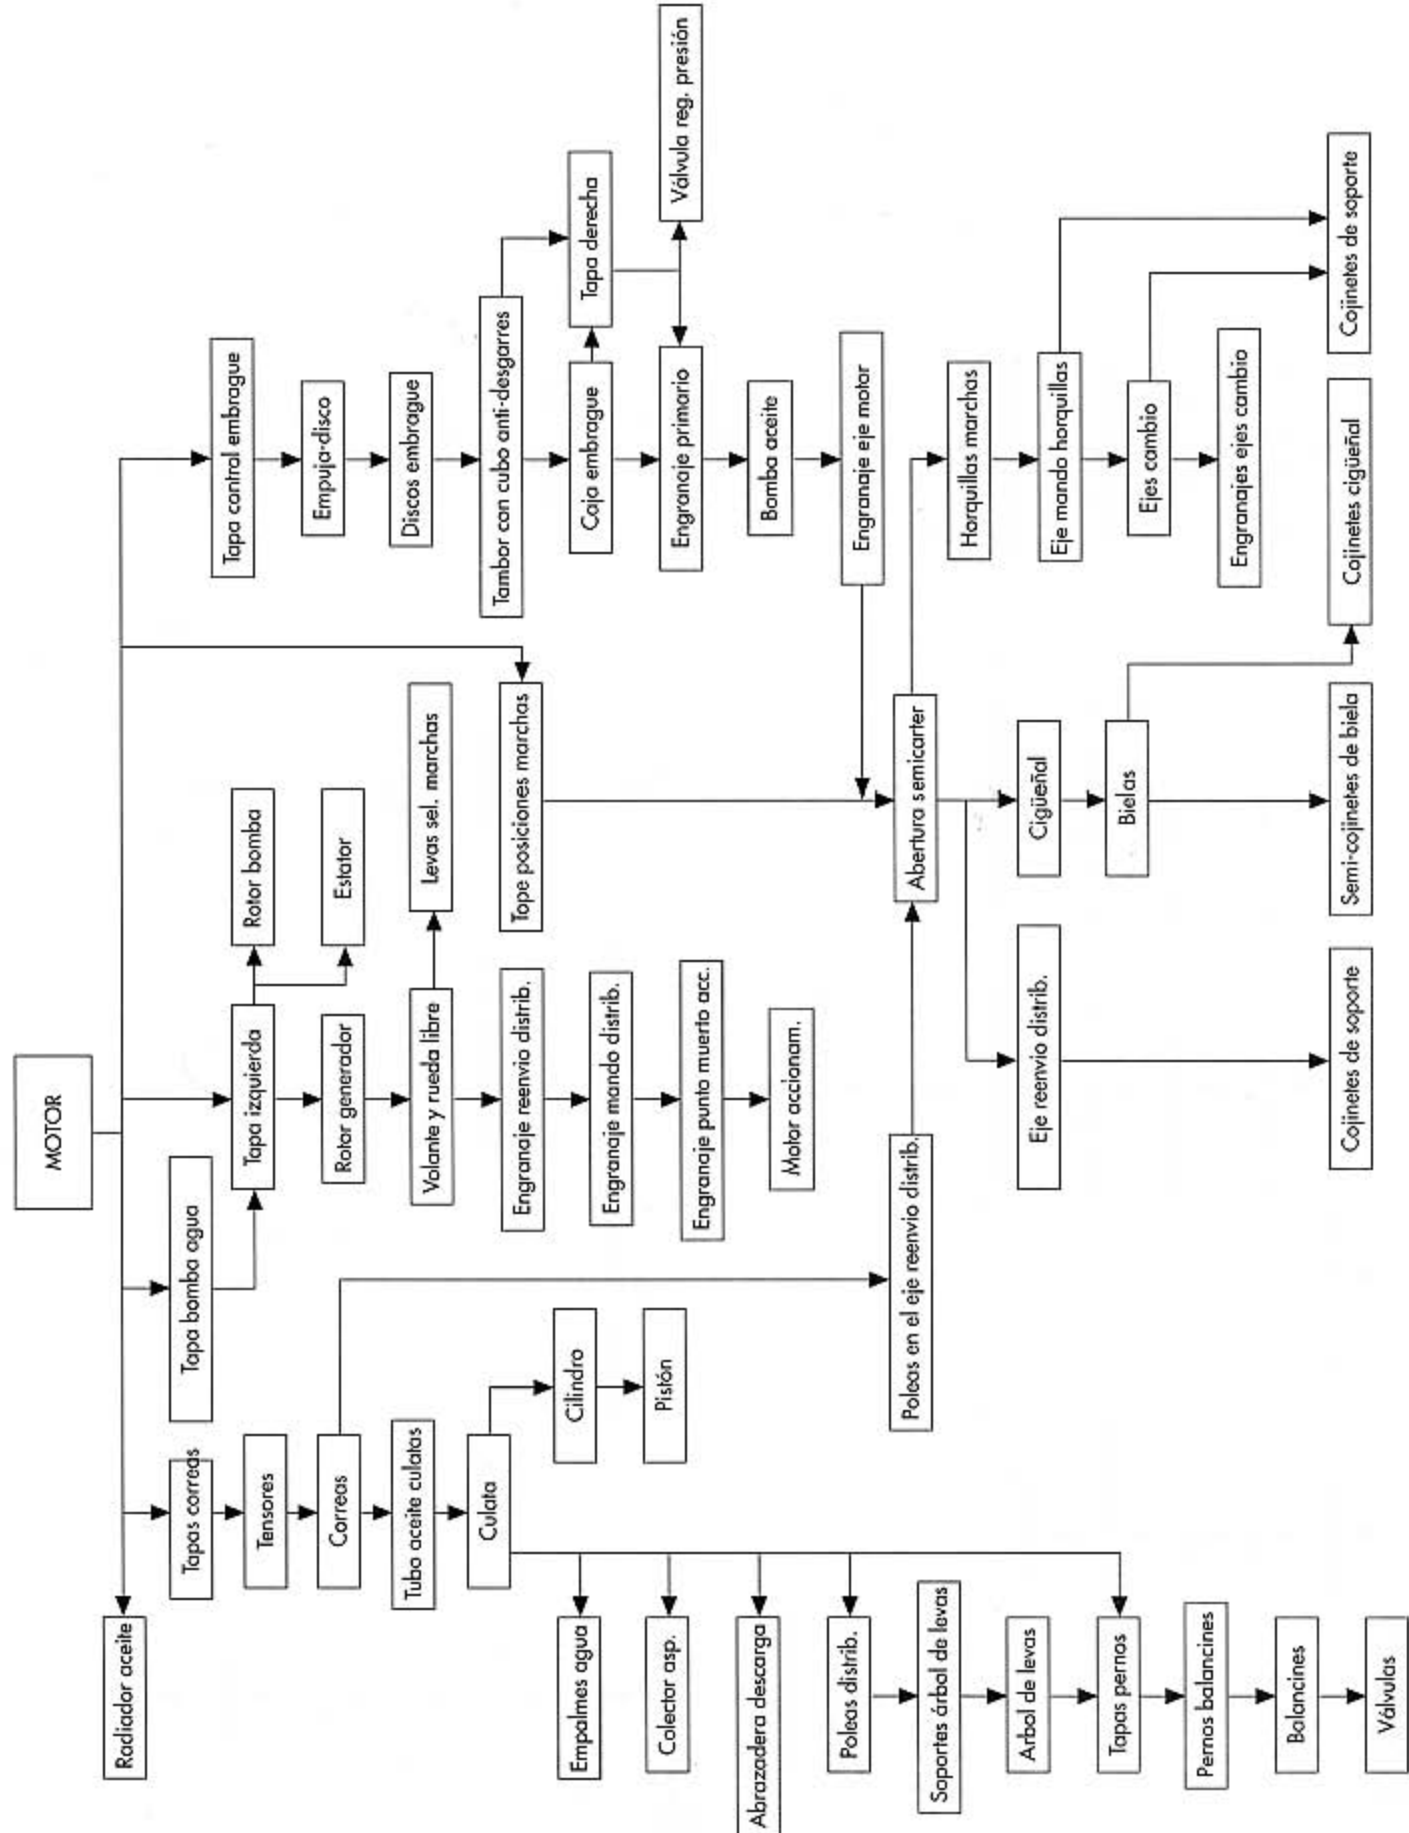 MOTOR
Radiador aceite
Tapas correas
Tensores
Correas
Tubo aceite culatas
Culata
Cilindro
Pistón
Empalmes agua
Colector asp.
Abrazadera descarga
Poleas distrib.
Soportes árbol de levas
Arbol de levas
Tapas pernos
Pernos balancines
Balancines
Válvulas
Tapa bomba agua
Tapa izquierda
Rotor bomba
Estator
Rotor generador
Volante y rueda libre
Levas sel. marchas
Engranaje reenvio distrib.
Engranaje mando distrib.
Engranaje punto muerto acc.
Motor accionam.
Poleas en el eje reenvio distrib.
Tope posiciones marchas
Tapa control embrague
Empuja-disco
Discos embrague
Tambor con cubo anti-desgarres
Caja embrague
Tapa derecha
Engranaje primario
Válvula reg. presión
Bomba aceite
Engranaje eje motor
Abertura semicarter
Eje reenvio distrib.
Cojinetes de soporte
Cigüeñal
Bielas
Semi-cojinetes de biela
Cojinetes cigüeñal
Horquillas marchas
Eje mando horquillas
Ejes cambio
Engranajes ejes cambio
Cojinetes de soporte